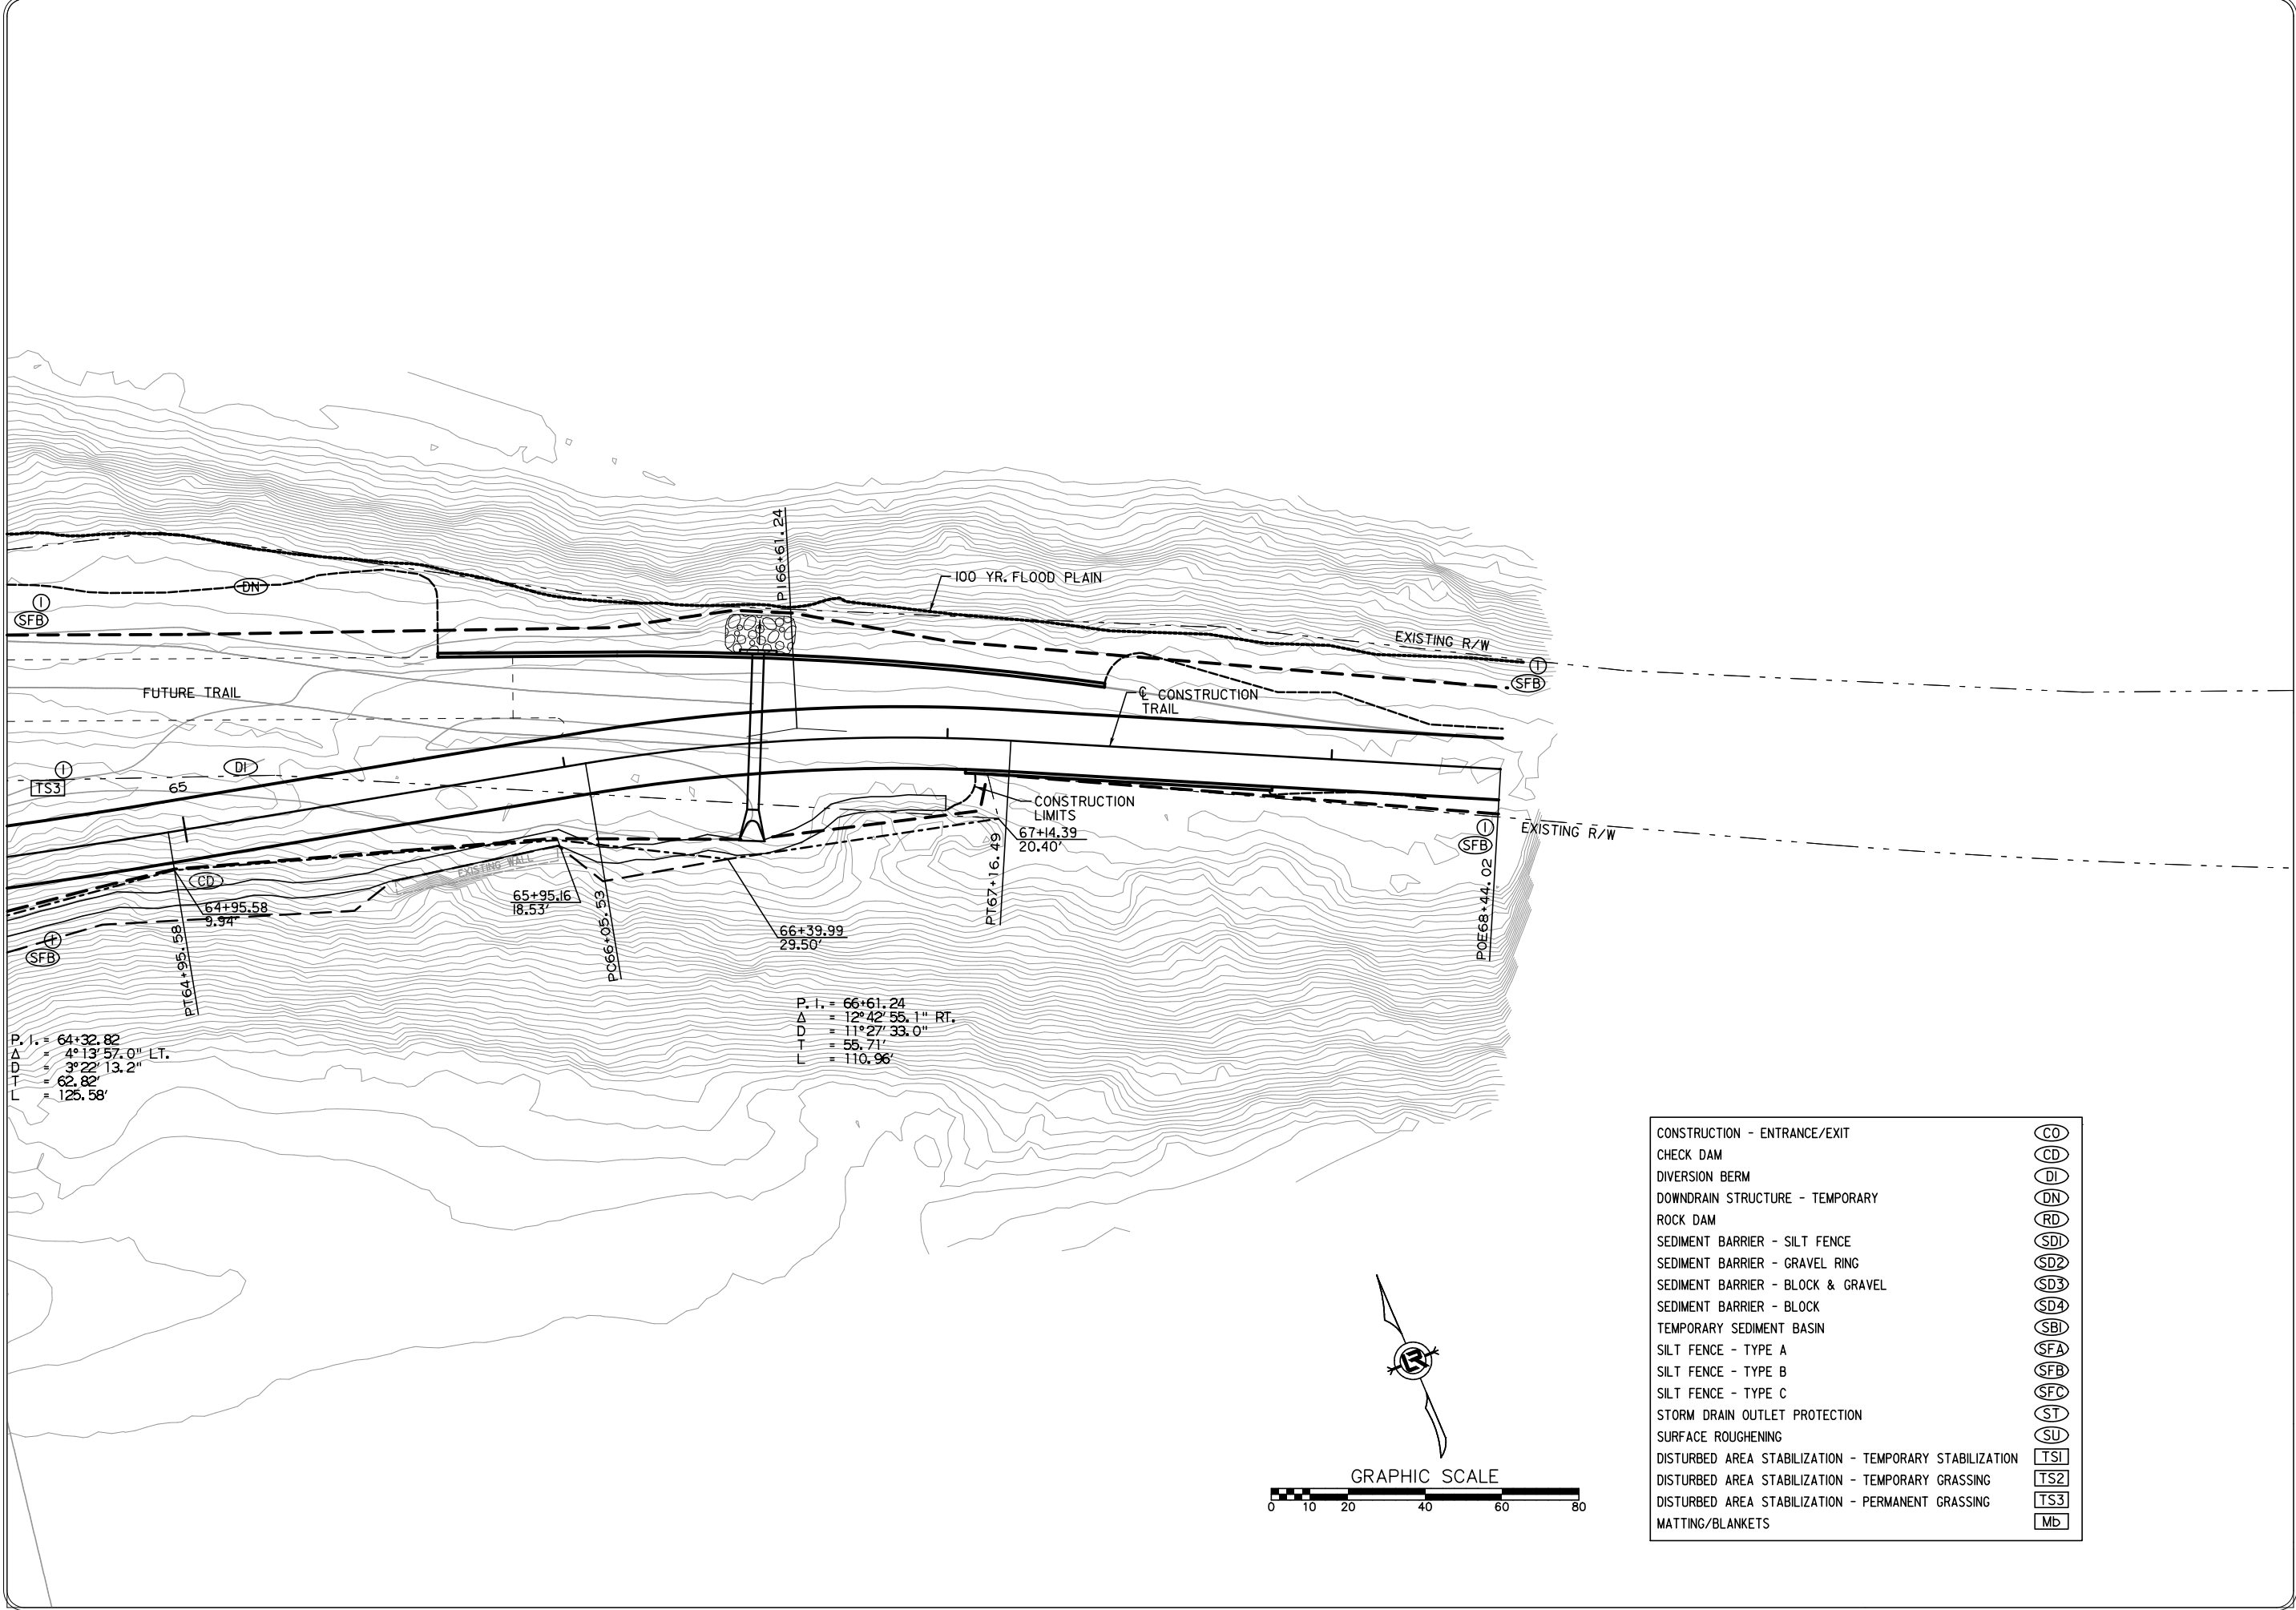 PI 66+61.24
100 YR. FLOOD PLAIN
DN
I
SFB
EXISTING R/W
I
SFB
FUTURE TRAIL
℄ CONSTRUCTION
TRAIL
I
TS3
DI
65
CONSTRUCTION
LIMITS
67+14.39
20.40'
I
SFB
EXISTING R/W
EXISTING WALL
CD
64+95.58
9.94'
65+95.16
18.53'
66+39.99
29.50'
I
SFB
PT64+95.58
PC66+05.53
PT67+16.49
POE68+44.02
P. I. = 66+61.24
Δ = 12°42'55.1" RT.
D = 11°27'33.0"
T = 55.71'
L = 110.96'
P. I. = 64+32.82
Δ = 4°13'57.0" LT.
D = 3°22'13.2"
T = 62.82'
L = 125.58'
CONSTRUCTION - ENTRANCE/EXIT CO
CHECK DAM CD
DIVERSION BERM DI
DOWNDRAIN STRUCTURE - TEMPORARY DN
ROCK DAM RD
SEDIMENT BARRIER - SILT FENCE SD1
SEDIMENT BARRIER - GRAVEL RING SD2
SEDIMENT BARRIER - BLOCK & GRAVEL SD3
SEDIMENT BARRIER - BLOCK SD4
TEMPORARY SEDIMENT BASIN SB1
SILT FENCE - TYPE A SFA
SILT FENCE - TYPE B SFB
SILT FENCE - TYPE C SFC
STORM DRAIN OUTLET PROTECTION ST
SURFACE ROUGHENING SU
DISTURBED AREA STABILIZATION - TEMPORARY STABILIZATION TS1
DISTURBED AREA STABILIZATION - TEMPORARY GRASSING TS2
DISTURBED AREA STABILIZATION - PERMANENT GRASSING TS3
MATTING/BLANKETS Mb
GRAPHIC SCALE
0 10 20 40 60 80